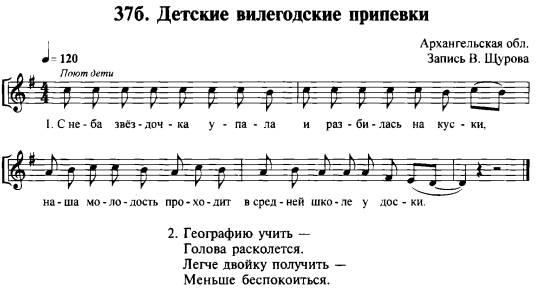 37б. Детские вилегодские припевки
Архангельская обл.
Запись В. Щурова
♩ = 120
Поют дети
4/4
1. С не - ба звёз - доч - ка у - па - ла и раз - би - лась на кус - ки,
на - ша мо - ло - дость про - хо - дит в сред - ней шко - ле у дос - ки.
2. Географию учить —
Голова расколется.
Легче двойку получить —
Меньше беспокоиться.